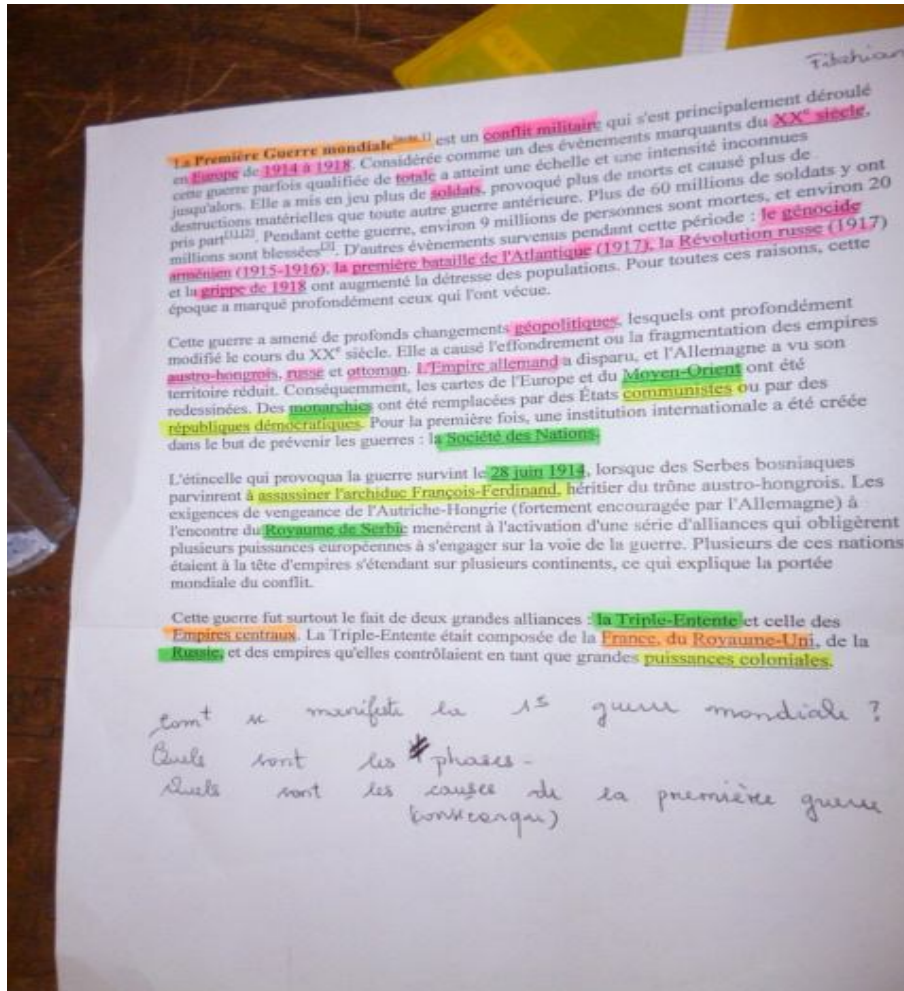 La Première Guerre mondiale[note 1] est un conflit militaire qui s'est principalement déroulé
en Europe de 1914 à 1918. Considérée comme un des évènements marquants du XXe siècle,
cette guerre parfois qualifiée de totale a atteint une échelle et une intensité inconnues
jusqu'alors. Elle a mis en jeu plus de soldats, provoqué plus de morts et causé plus de
destructions matérielles que toute autre guerre antérieure. Plus de 60 millions de soldats y ont
pris part[1],[2]. Pendant cette guerre, environ 9 millions de personnes sont mortes, et environ 20
millions sont blessées[3]. D'autres évènements survenus pendant cette période : le génocide
arménien (1915-1916), la première bataille de l'Atlantique (1917), la Révolution russe (1917)
et la grippe de 1918 ont augmenté la détresse des populations. Pour toutes ces raisons, cette
époque a marqué profondément ceux qui l'ont vécue.
Cette guerre a amené de profonds changements géopolitiques, lesquels ont profondément
modifié le cours du XXe siècle. Elle a causé l'effondrement ou la fragmentation des empires
austro-hongrois, russe et ottoman. L'Empire allemand a disparu, et l'Allemagne a vu son
territoire réduit. Conséquemment, les cartes de l'Europe et du Moyen-Orient ont été
redessinées. Des monarchies ont été remplacées par des États communistes ou par des
républiques démocratiques. Pour la première fois, une institution internationale a été créée
dans le but de prévenir les guerres : la Société des Nations.
L'étincelle qui provoqua la guerre survint le 28 juin 1914, lorsque des Serbes bosniaques
parvinrent à assassiner l'archiduc François-Ferdinand, héritier du trône austro-hongrois. Les
exigences de vengeance de l'Autriche-Hongrie (fortement encouragée par l'Allemagne) à
l'encontre du Royaume de Serbie menèrent à l'activation d'une série d'alliances qui obligèrent
plusieurs puissances européennes à s'engager sur la voie de la guerre. Plusieurs de ces nations
étaient à la tête d'empires s'étendant sur plusieurs continents, ce qui explique la portée
mondiale du conflit.
Cette guerre fut surtout le fait de deux grandes alliances : la Triple-Entente et celle des
Empires centraux. La Triple-Entente était composée de la France, du Royaume-Uni, de la
Russie, et des empires qu'elles contrôlaient en tant que grandes puissances coloniales.
comt se manifeste la guerre mondiale ?
Quels sont les phases -
Quels sont les causes de la première guerre